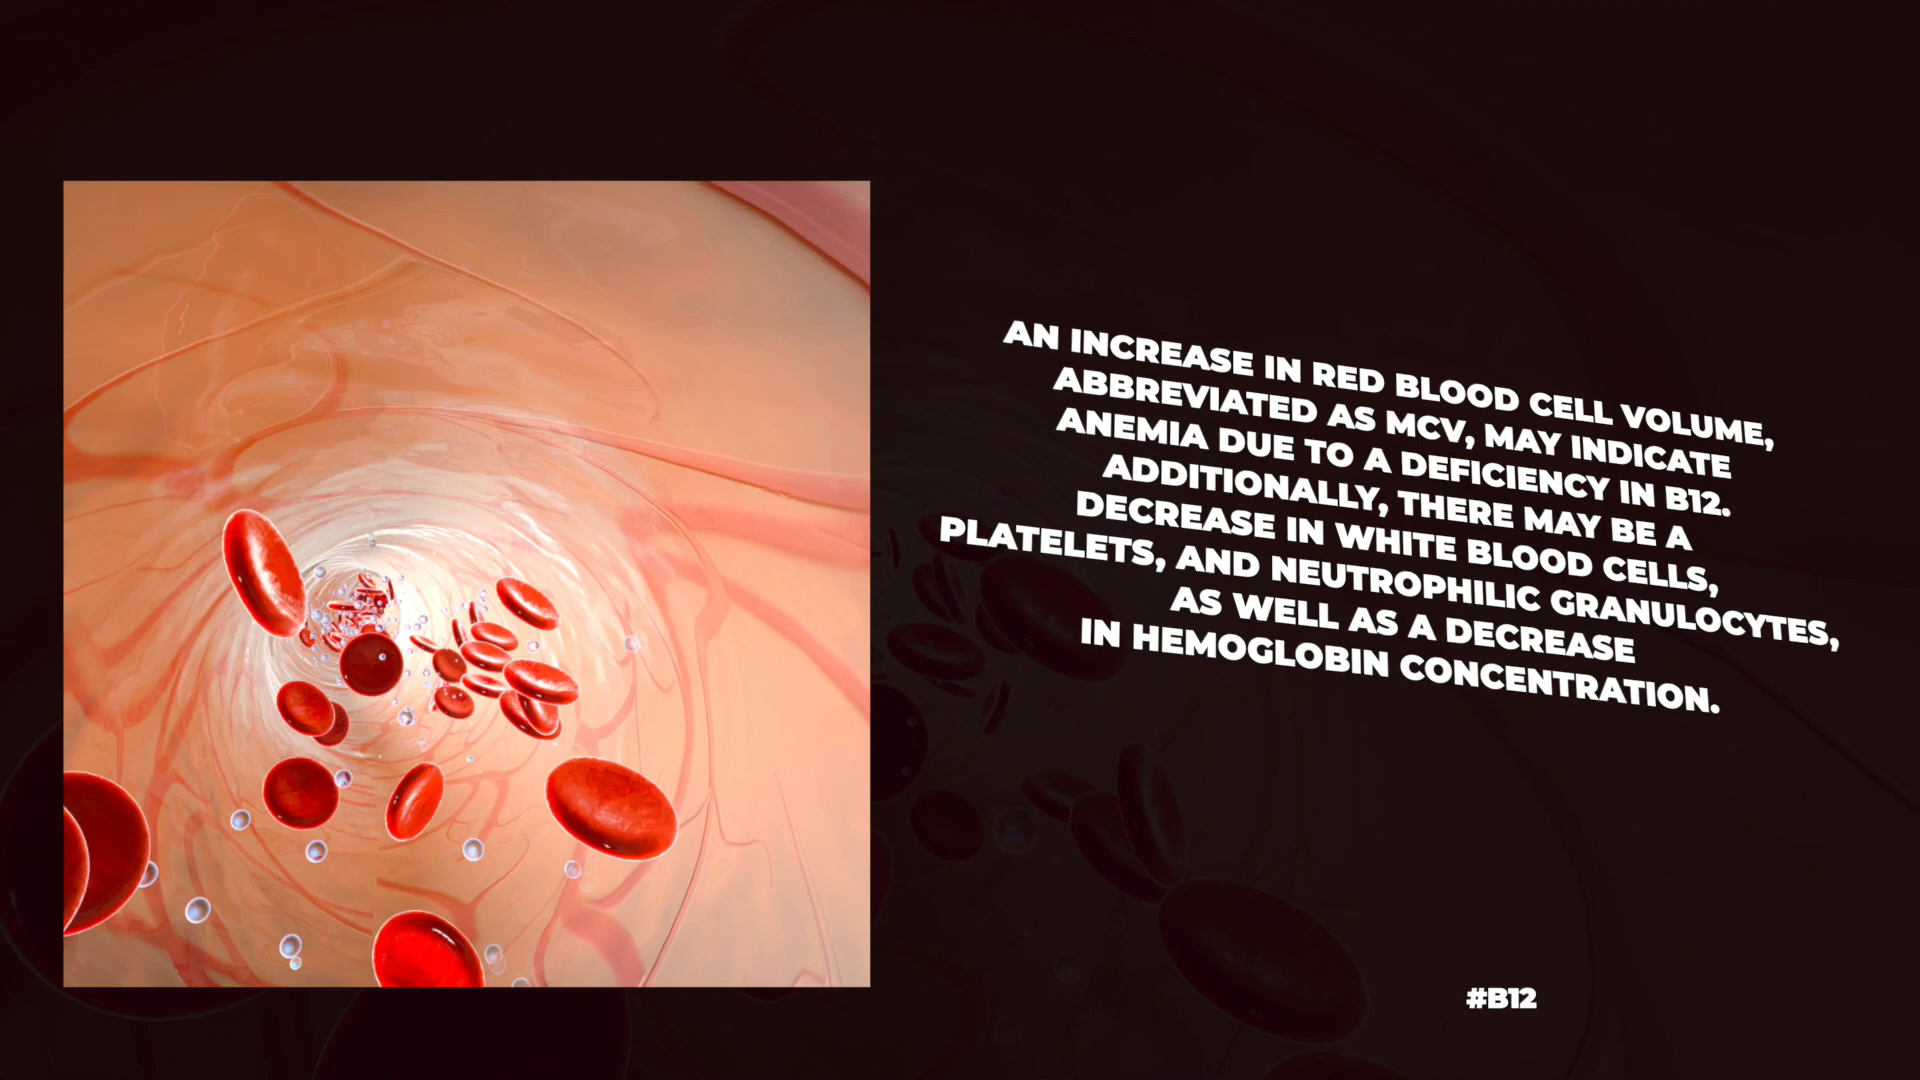 AN INCREASE IN RED BLOOD CELL VOLUME,
ABBREVIATED AS MCV, MAY INDICATE
ANEMIA DUE TO A DEFICIENCY IN B12.
ADDITIONALLY, THERE MAY BE A
DECREASE IN WHITE BLOOD CELLS,
PLATELETS, AND NEUTROPHILIC GRANULOCYTES,
AS WELL AS A DECREASE
IN HEMOGLOBIN CONCENTRATION.
#B12